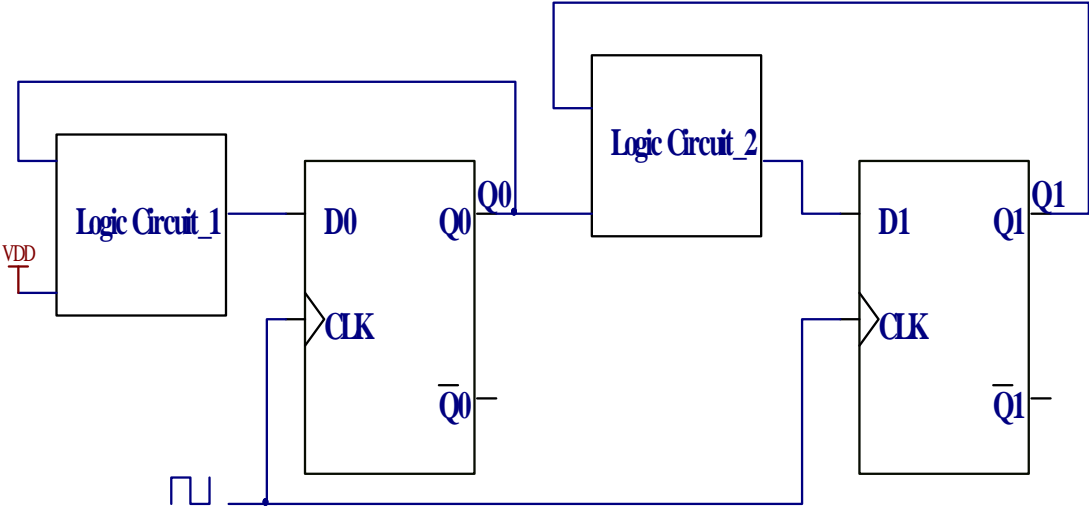 Logic Circuit_1
VDD
D0
Q0
Q0
CLK
Q0
Logic Circuit_2
D1
Q1
Q1
CLK
Q1